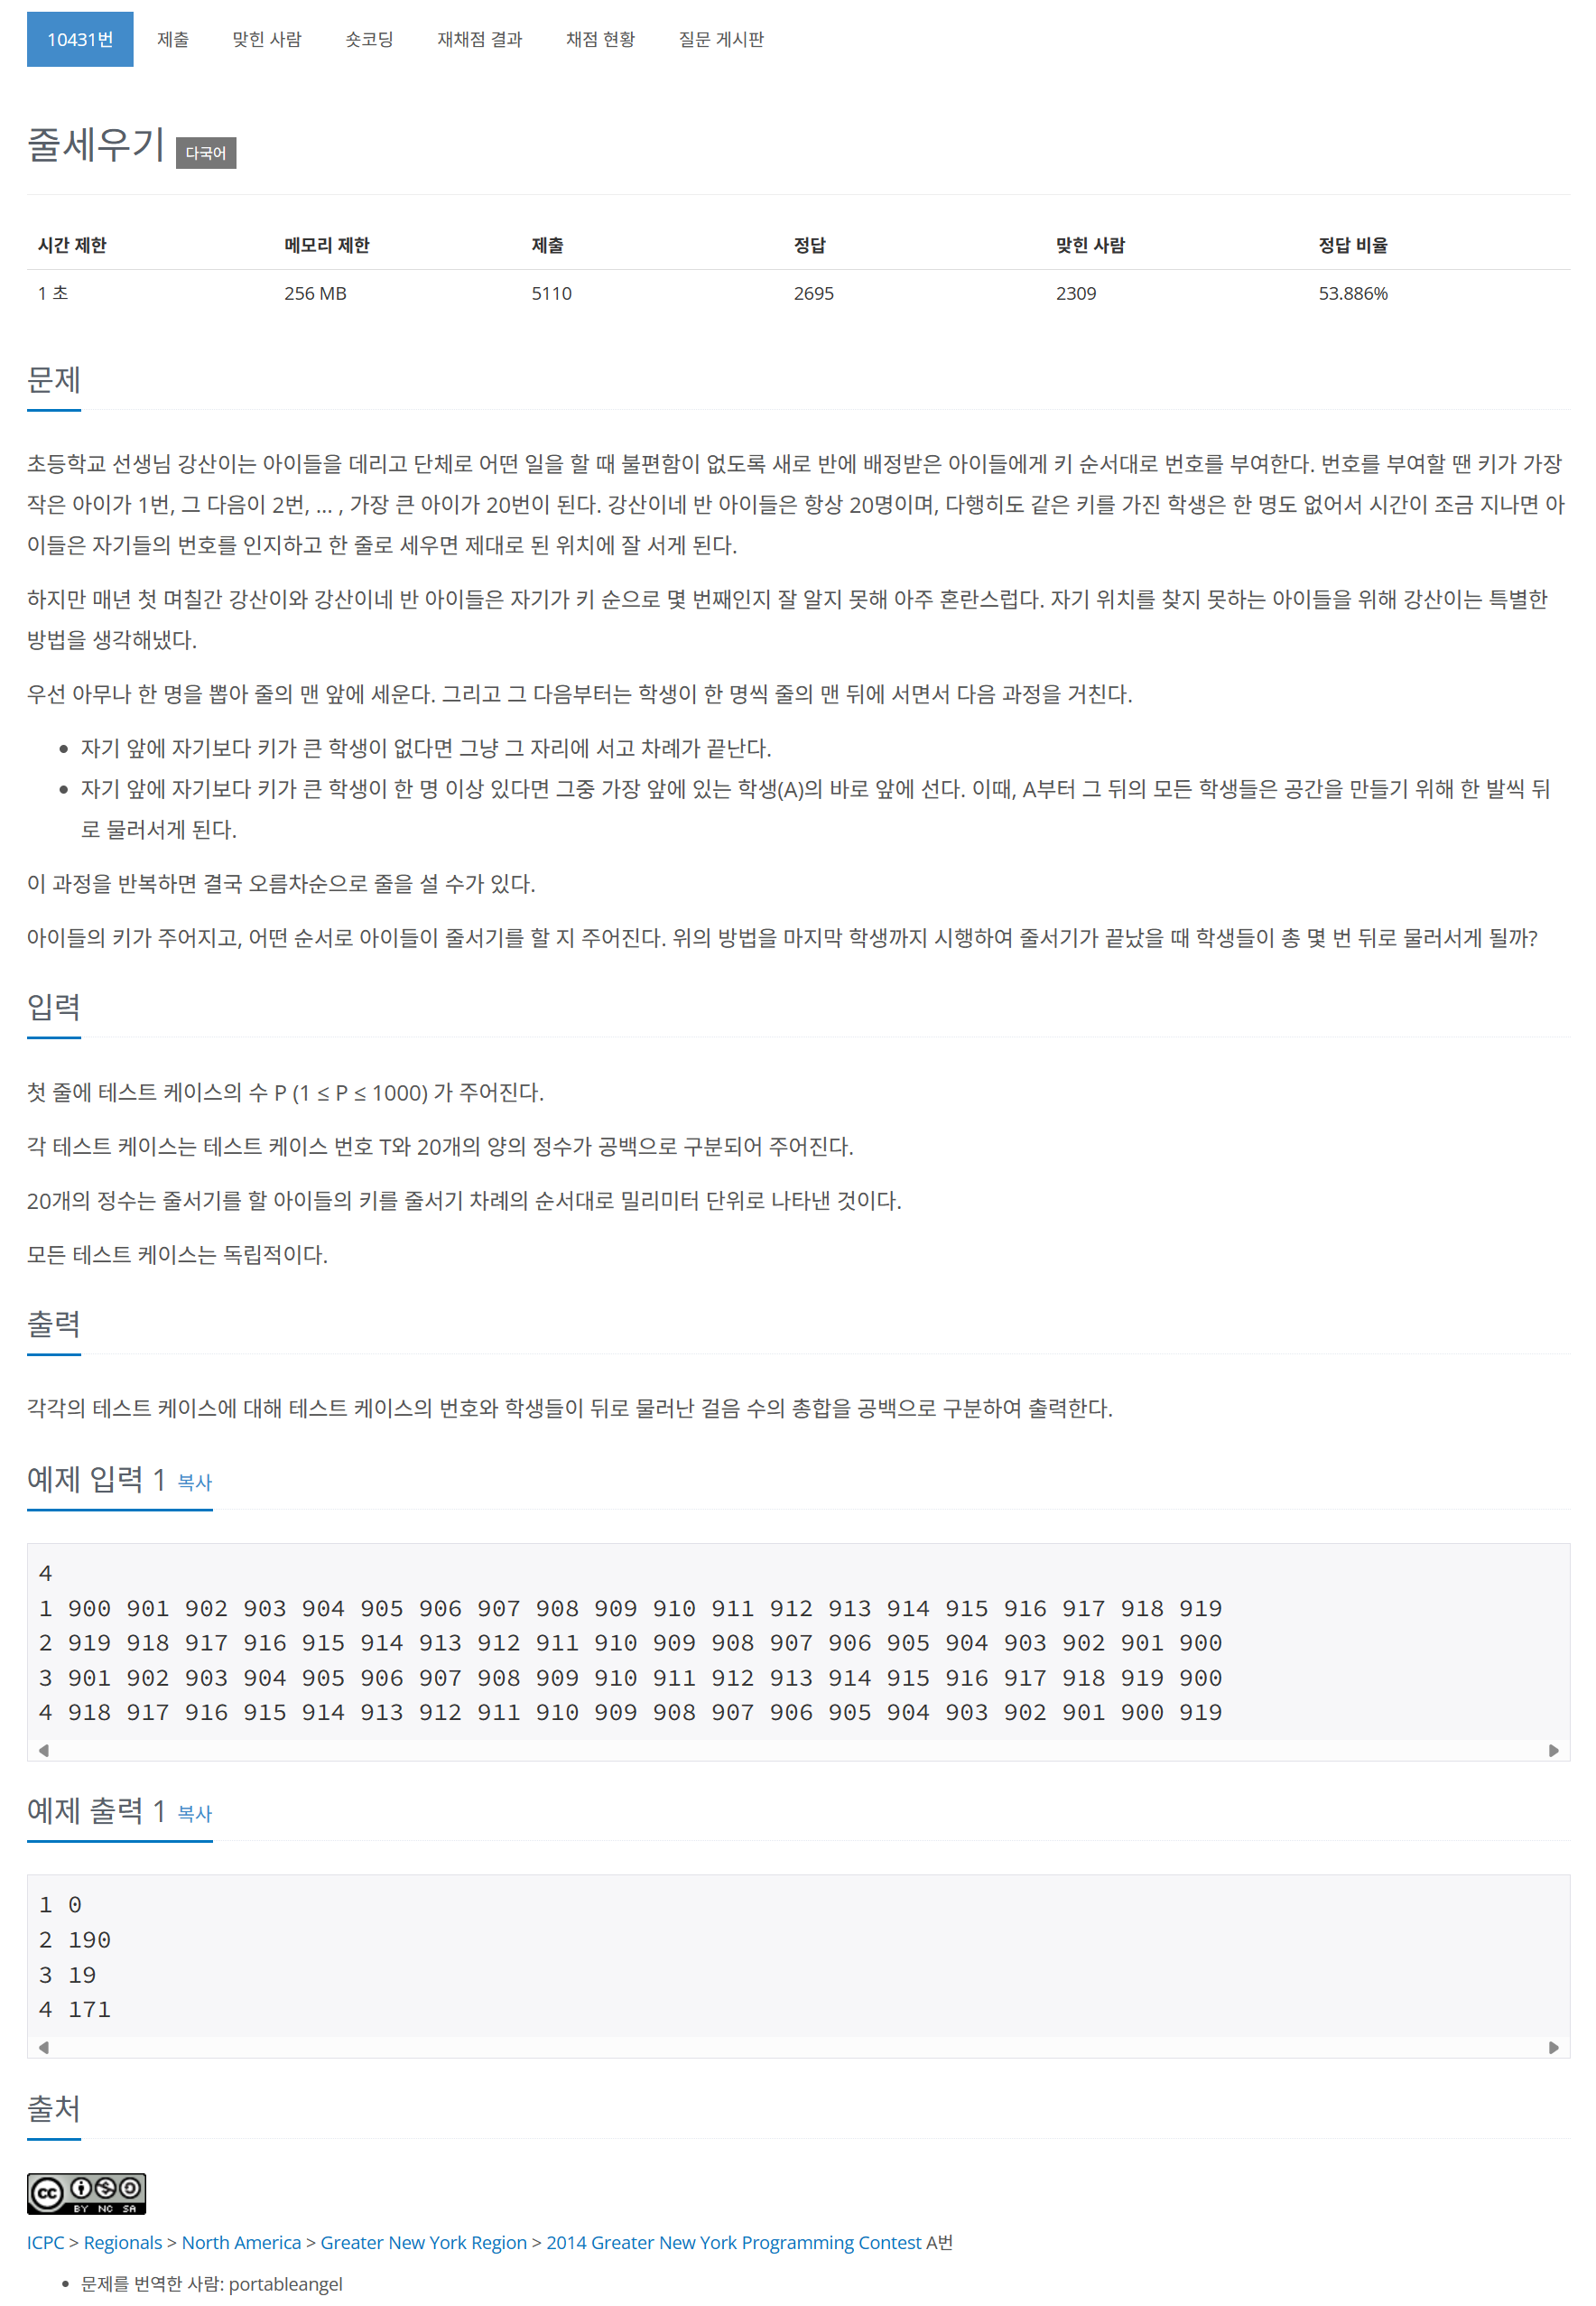 10431번 제출 맞힌 사람 숏코딩 재채점 결과 채점 현황 질문 게시판
줄세우기 다국어
시간 제한 메모리 제한 제출 정답 맞힌 사람 정답 비율
1 초 256 MB 5110 2695 2309 53.886%
문제
초등학교 선생님 강산이는 아이들을 데리고 단체로 어떤 일을 할 때 불편함이 없도록 새로 반에 배정받은 아이들에게 키 순서대로 번호를 부여한다. 번호를 부여할 땐 키가 가장
작은 아이가 1번, 그 다음이 2번, ... , 가장 큰 아이가 20번이 된다. 강산이네 반 아이들은 항상 20명이며, 다행히도 같은 키를 가진 학생은 한 명도 없어서 시간이 조금 지나면 아
이들은 자기들의 번호를 인지하고 한 줄로 세우면 제대로 된 위치에 잘 서게 된다.
하지만 매년 첫 며칠간 강산이와 강산이네 반 아이들은 자기가 키 순으로 몇 번째인지 잘 알지 못해 아주 혼란스럽다. 자기 위치를 찾지 못하는 아이들을 위해 강산이는 특별한
방법을 생각해냈다.
우선 아무나 한 명을 뽑아 줄의 맨 앞에 세운다. 그리고 그 다음부터는 학생이 한 명씩 줄의 맨 뒤에 서면서 다음 과정을 거친다.
• 자기 앞에 자기보다 키가 큰 학생이 없다면 그냥 그 자리에 서고 차례가 끝난다.
• 자기 앞에 자기보다 키가 큰 학생이 한 명 이상 있다면 그중 가장 앞에 있는 학생(A)의 바로 앞에 선다. 이때, A부터 그 뒤의 모든 학생들은 공간을 만들기 위해 한 발씩 뒤
로 물러서게 된다.
이 과정을 반복하면 결국 오름차순으로 줄을 설 수가 있다.
아이들의 키가 주어지고, 어떤 순서로 아이들이 줄서기를 할 지 주어진다. 위의 방법을 마지막 학생까지 시행하여 줄서기가 끝났을 때 학생들이 총 몇 번 뒤로 물러서게 될까?
입력
첫 줄에 테스트 케이스의 수 P (1 ≤ P ≤ 1000) 가 주어진다.
각 테스트 케이스는 테스트 케이스 번호 T와 20개의 양의 정수가 공백으로 구분되어 주어진다.
20개의 정수는 줄서기를 할 아이들의 키를 줄서기 차례의 순서대로 밀리미터 단위로 나타낸 것이다.
모든 테스트 케이스는 독립적이다.
출력
각각의 테스트 케이스에 대해 테스트 케이스의 번호와 학생들이 뒤로 물러난 걸음 수의 총합을 공백으로 구분하여 출력한다.
예제 입력 1 복사
4
1 900 901 902 903 904 905 906 907 908 909 910 911 912 913 914 915 916 917 918 919
2 919 918 917 916 915 914 913 912 911 910 909 908 907 906 905 904 903 902 901 900
3 901 902 903 904 905 906 907 908 909 910 911 912 913 914 915 916 917 918 919 900
4 918 917 916 915 914 913 912 911 910 909 908 907 906 905 904 903 902 901 900 919
예제 출력 1 복사
1 0
2 190
3 19
4 171
출처
cc BY NC SA
ICPC > Regionals > North America > Greater New York Region > 2014 Greater New York Programming Contest A번
• 문제를 번역한 사람: portableangel